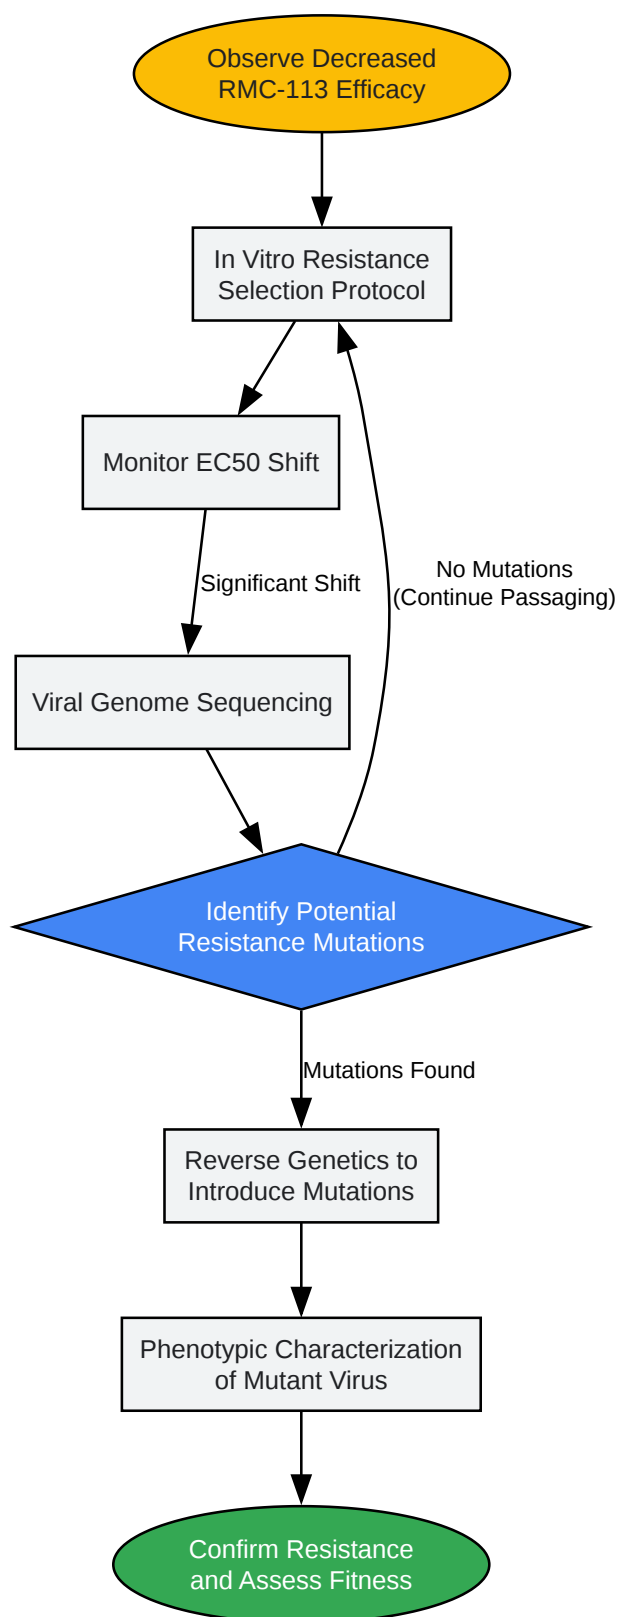 Observe Decreased
RMC-113 Efficacy
In Vitro Resistance
Selection Protocol
Monitor EC50 Shift
Significant Shift
No Mutations
(Continue Passaging)
Viral Genome Sequencing
Identify Potential
Resistance Mutations
Mutations Found
Reverse Genetics to
Introduce Mutations
Phenotypic Characterization
of Mutant Virus
Confirm Resistance
and Assess Fitness